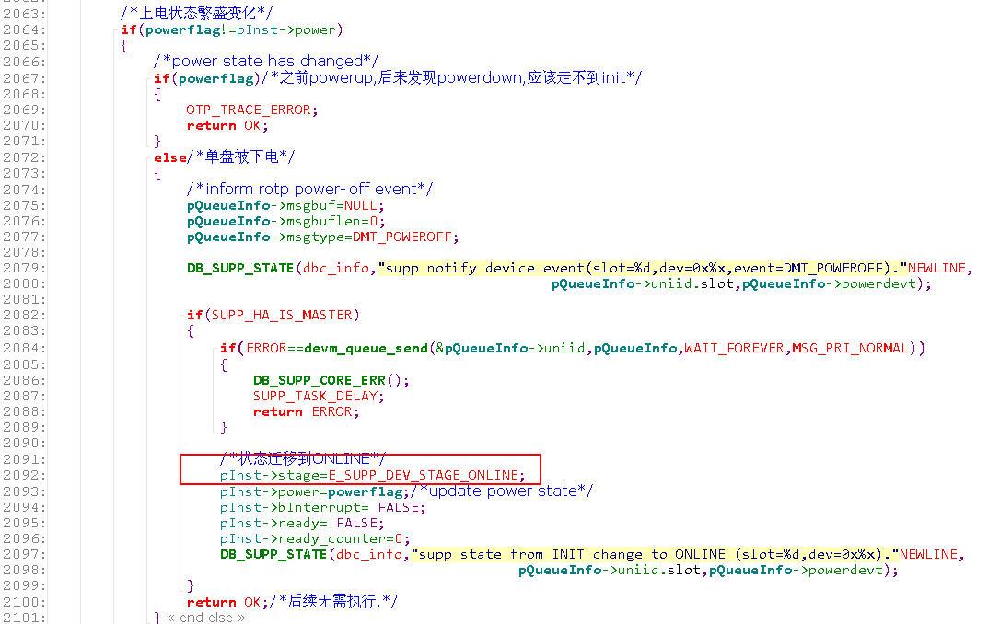 2063: /*上电状态繁盛变化*/
2064: if(powerflag!=pInst->power)
2065: {
2066: /*power state has changed*/
2067: if(powerflag)/*之前powerup,后来发现powerdown,应该走不到init*/
2068: {
2069: OTP_TRACE_ERROR;
2070: return OK;
2071: }
2072: else/*单盘被下电*/
2073: {
2074: /*inform rotp power-off event*/
2075: pQueueInfo->msgbuf=NULL;
2076: pQueueInfo->msgbuflen=0;
2077: pQueueInfo->msgtype=DMT_POWEROFF;
2078:
2079: DB_SUPP_STATE(dbc_info,"supp notify device event(slot=%d,dev=0x%x,event=DMT_POWEROFF)."NEWLINE,
2080: pQueueInfo->uniid.slot,pQueueInfo->powerdevt);
2081:
2082: if(SUPP_HA_IS_MASTER)
2083: {
2084: if(ERROR==devm_queue_send(&pQueueInfo->uniid,pQueueInfo,WAIT_FOREVER,MSG_PRI_NORMAL))
2085: {
2086: DB_SUPP_CORE_ERR();
2087: SUPP_TASK_DELAY;
2088: return ERROR;
2089: }
2090:
2091: /*状态迁移到ONLINE*/
2092: pInst->stage=E_SUPP_DEV_STAGE_ONLINE;
2093: pInst->power=powerflag;/*update power state*/
2094: pInst->bInterrupt= FALSE;
2095: pInst->ready= FALSE;
2096: pInst->ready_counter=0;
2097: DB_SUPP_STATE(dbc_info,"supp state from INIT change to ONLINE (slot=%d,dev=0x%x)."NEWLINE,
2098: pQueueInfo->uniid.slot,pQueueInfo->powerdevt);
2099: }
2100: return OK;/*后续无需执行.*/
2101: } « end else »